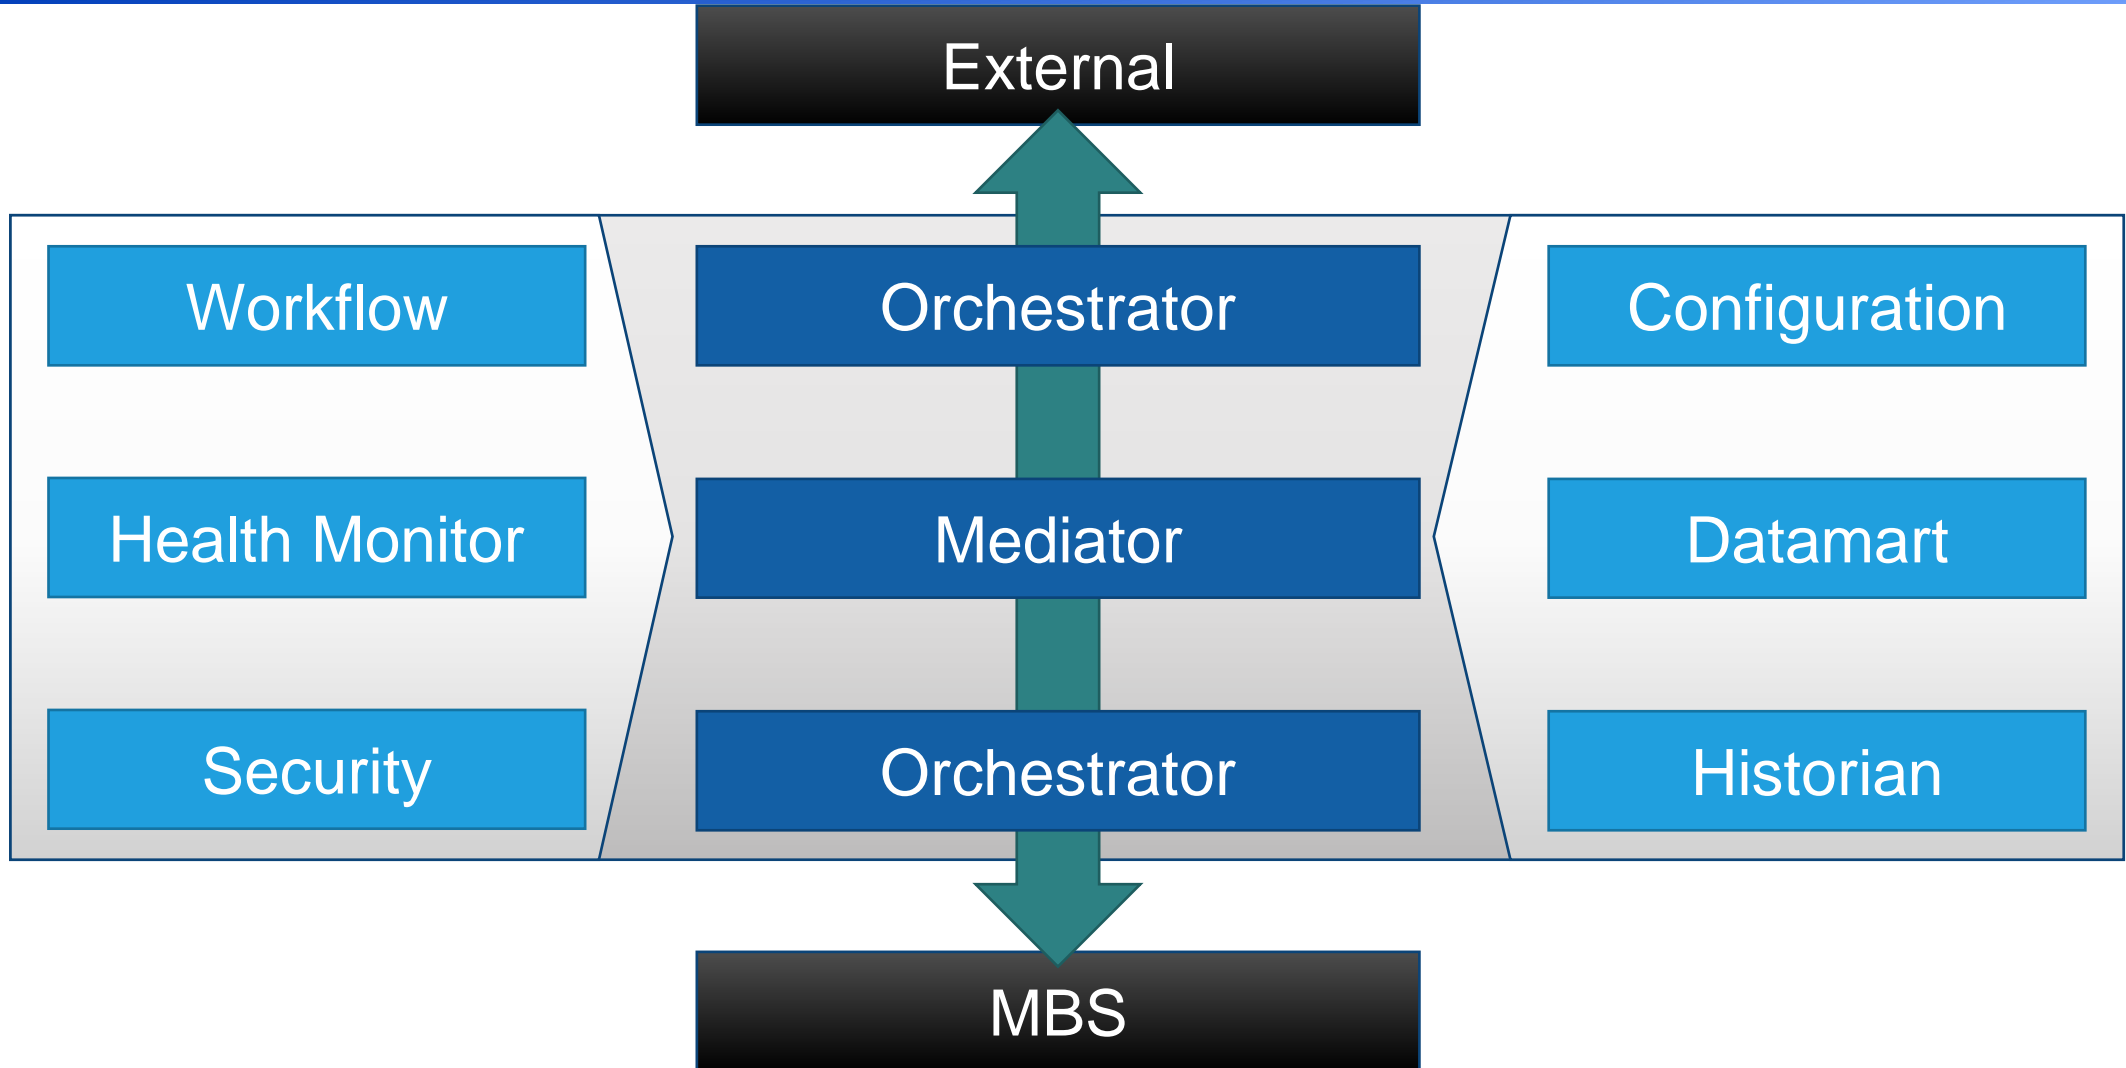 External
Workflow
Orchestrator
Configuration
Health Monitor
Mediator
Datamart
Security
Orchestrator
Historian
MBS